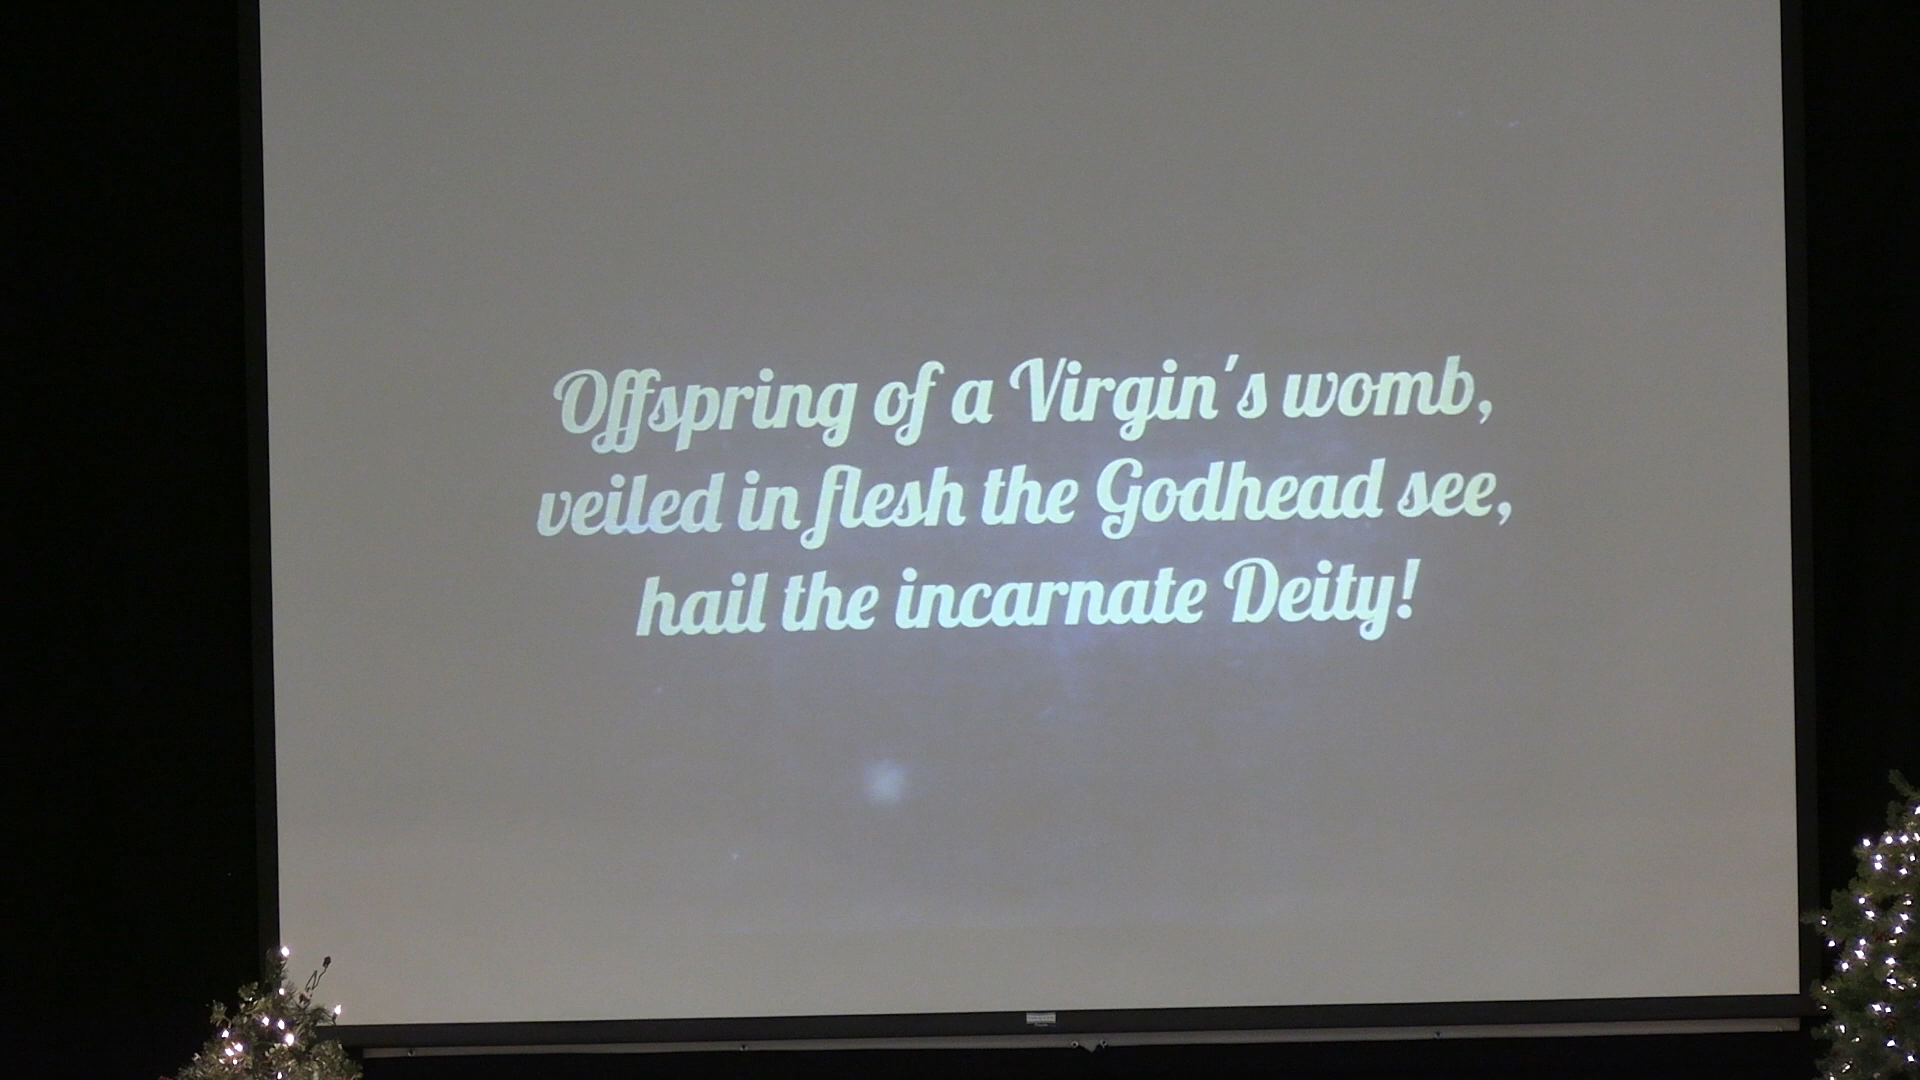 Offspring of a Virgin's womb,
veiled in flesh the Godhead see,
hail the incarnate Deity!